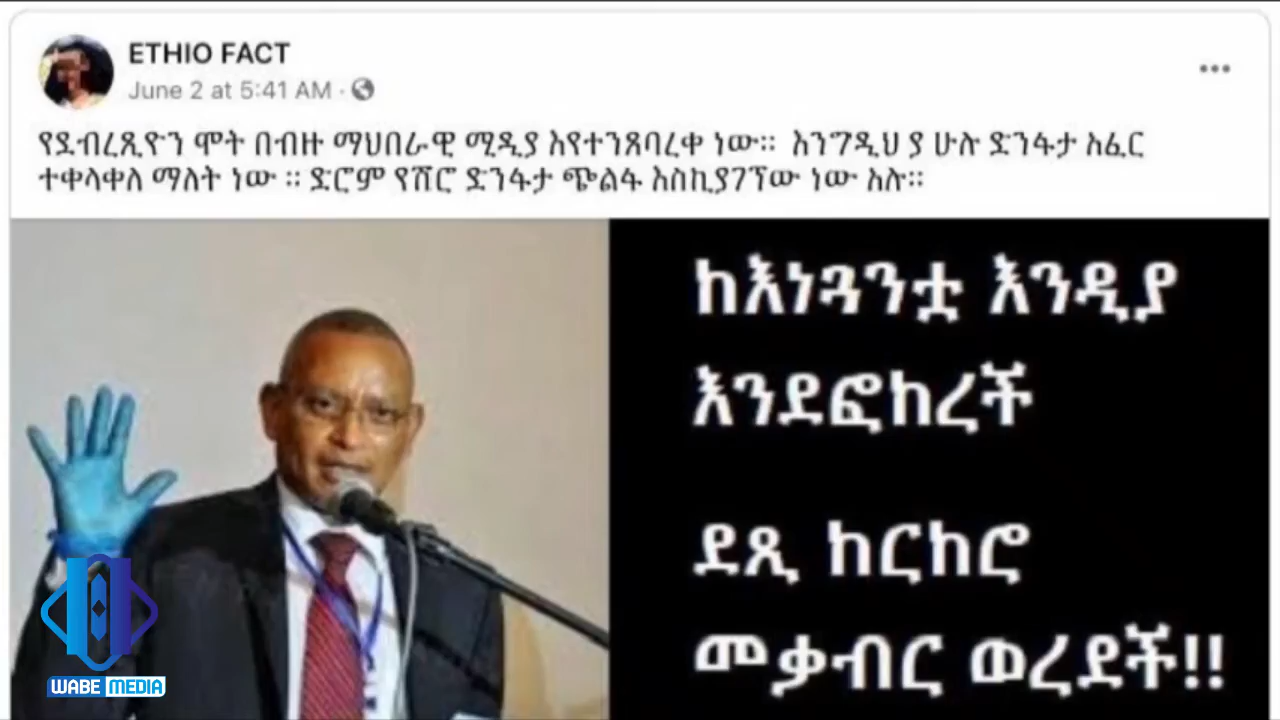 ETHIO FACT
June 2 at 5:41 AM ·
የደብረጺዮን ሞት በብዙ ማህበራዊ ሚዲያ እየተንጸባረቀ ነው። እንግዲህ ያ ሁሉ ድንፋታ አፈር
ተቀላቀለ ማለት ነው ። ድሮም የሽሮ ድንፋታ ጭልፋ እስኪያገኘው ነው አሉ።
ከእነጓንቷ እንዲያ
እንደፎከረች
ደጺ ከርከሮ
መቃብር ወረደች!!
WABE MEDIA